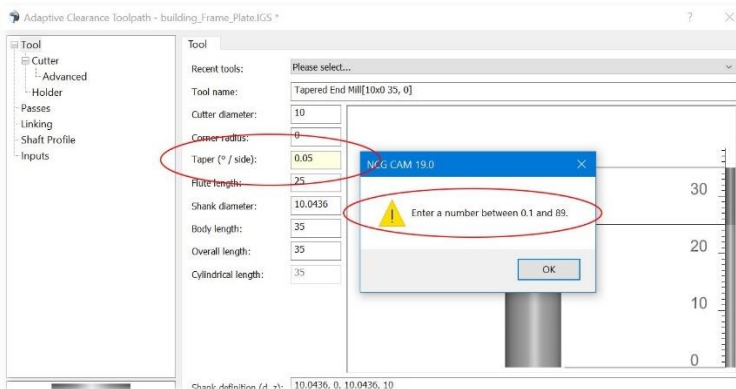 Adaptive Clearance Toolpath - building_Frame_Plate.IGS *
? ×
Tool
Cutter
Advanced
Holder
Passes
Linking
Shaft Profile
Inputs
Tool
Recent tools: Please select...
Tool name: Tapered End Mill[10x0 35, 0]
Cutter diameter: 10
Corner radius: 0
Taper (º / side): 0.05
Flute length: 25
Shank diameter: 10.0436
Body length: 35
Overall length: 35
Cylindrical length: 35
NCG CAM 19.0 ×
Enter a number between 0.1 and 89.
OK
30
20
10
0
Shank definition (d, z): 10.0436, 0, 10.0436, 10